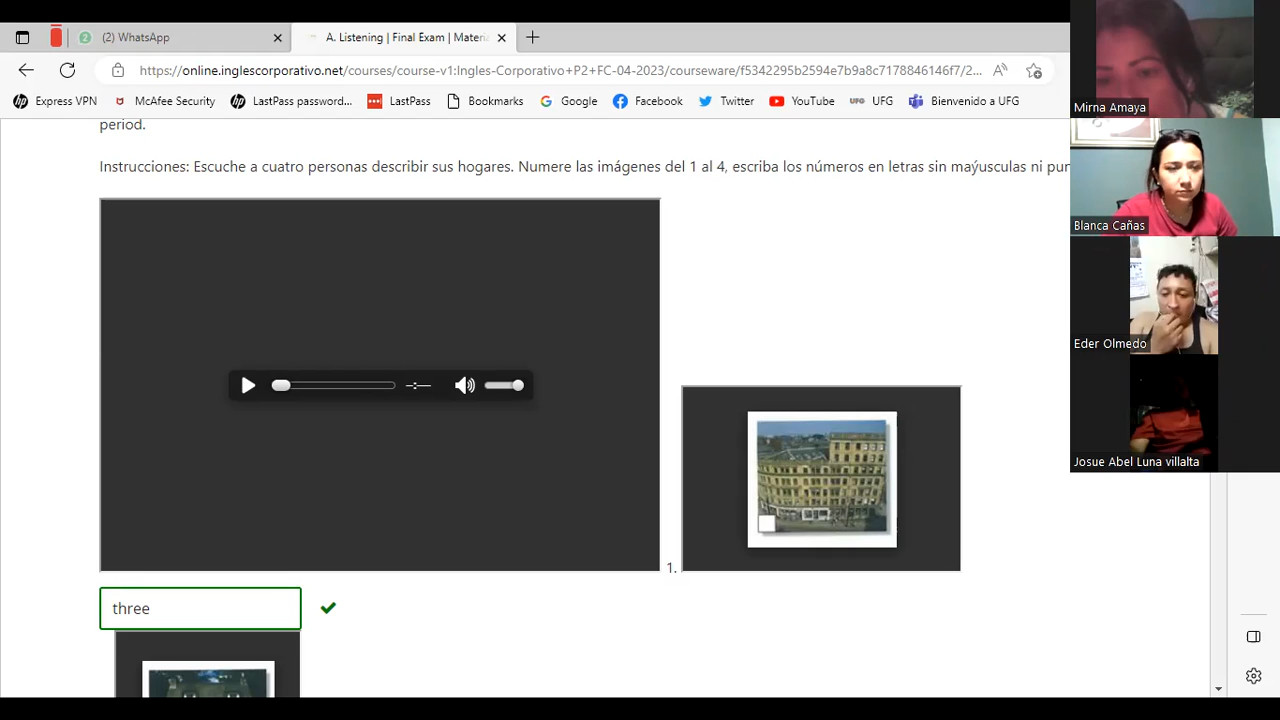 (2) WhatsApp
A. Listening | Final Exam | Materia
https://online.inglescorporativo.net/courses/course-v1:Ingles-Corporativo+P2+FC-04-2023/courseware/f5342295b2594e7b9a8c7178846146f7/2...
Express VPN McAfee Security LastPass password... LastPass Bookmarks Google Facebook Twitter YouTube UFG Bienvenido a UFG
period.
Instrucciones: Escuche a cuatro personas describir sus hogares. Numere las imágenes del 1 al 4, escriba los números en letras sin maýusculas ni pun
--:--
1.
three
Mirna Amaya
Blanca Cañas
Eder Olmedo
Josue Abel Luna villalta